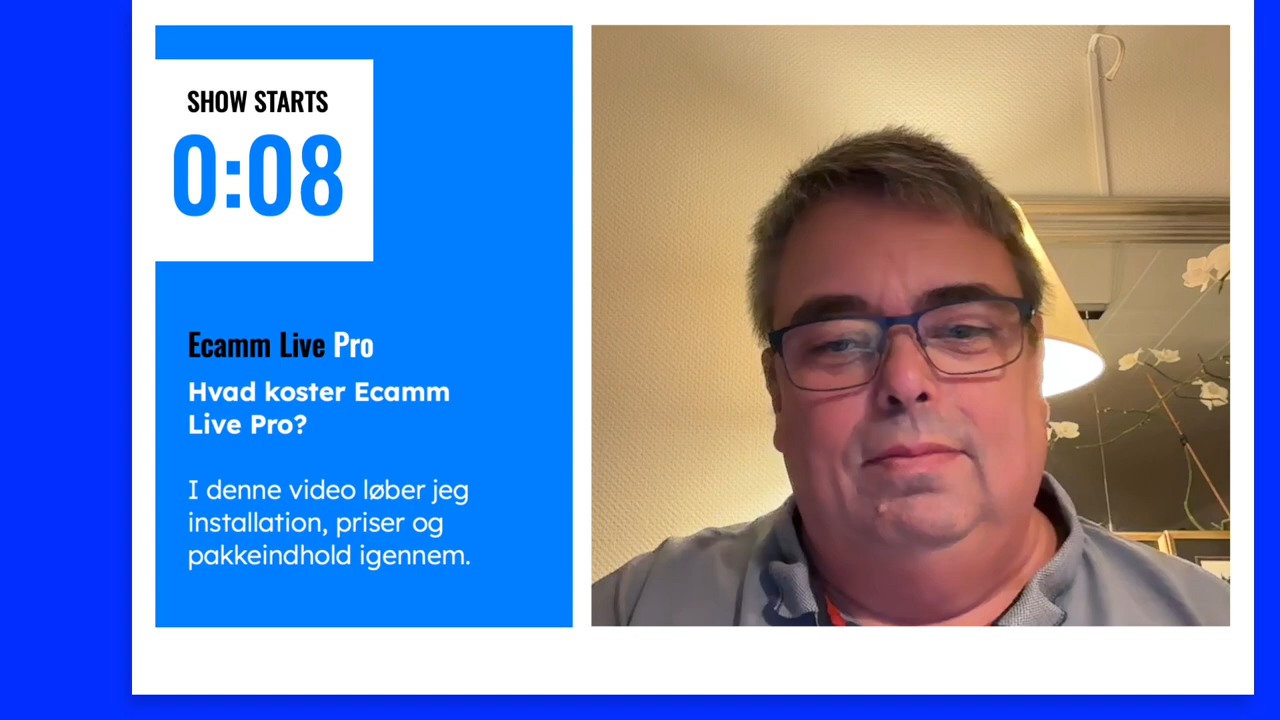 SHOW STARTS
0:08
Ecamm Live Pro
Hvad koster Ecamm
Live Pro?
I denne video løber jeg
installation, priser og
pakkeindhold igennem.